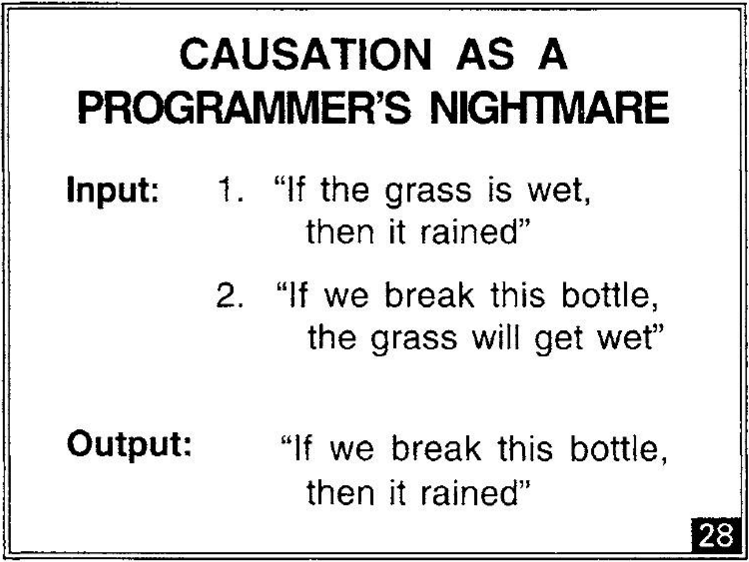 CAUSATION AS A
PROGRAMMER'S NIGHTMARE
Input: 1. “If the grass is wet,
then it rained”
2. “If we break this bottle,
the grass will get wet”
Output: “If we break this bottle,
then it rained”
28